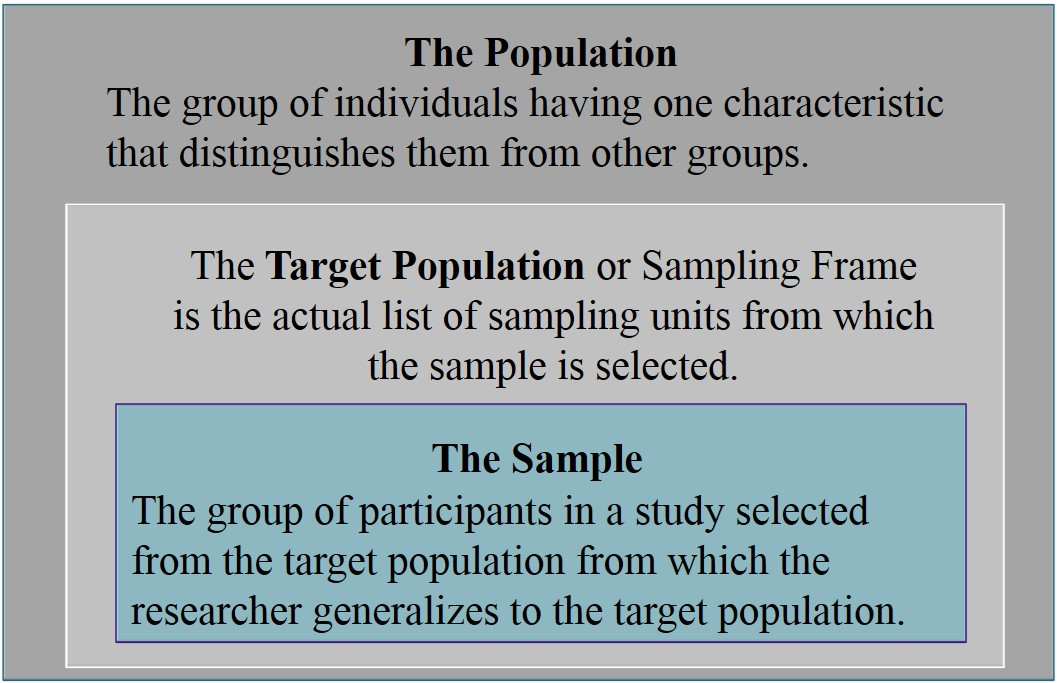 The Population
The group of individuals having one characteristic
that distinguishes them from other groups.
The Target Population or Sampling Frame
is the actual list of sampling units from which
the sample is selected.
The Sample
The group of participants in a study selected
from the target population from which the
researcher generalizes to the target population.